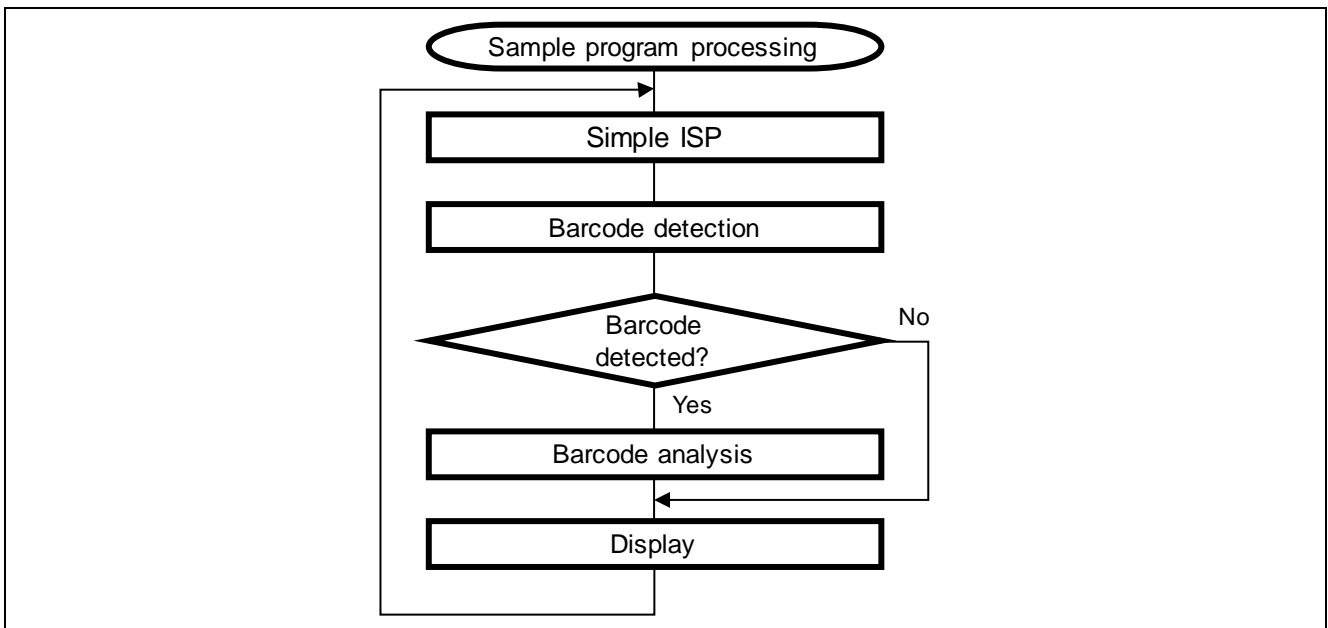 Sample program processing
Simple ISP
Barcode detection
Barcode
detected?
No
Yes
Barcode analysis
Display